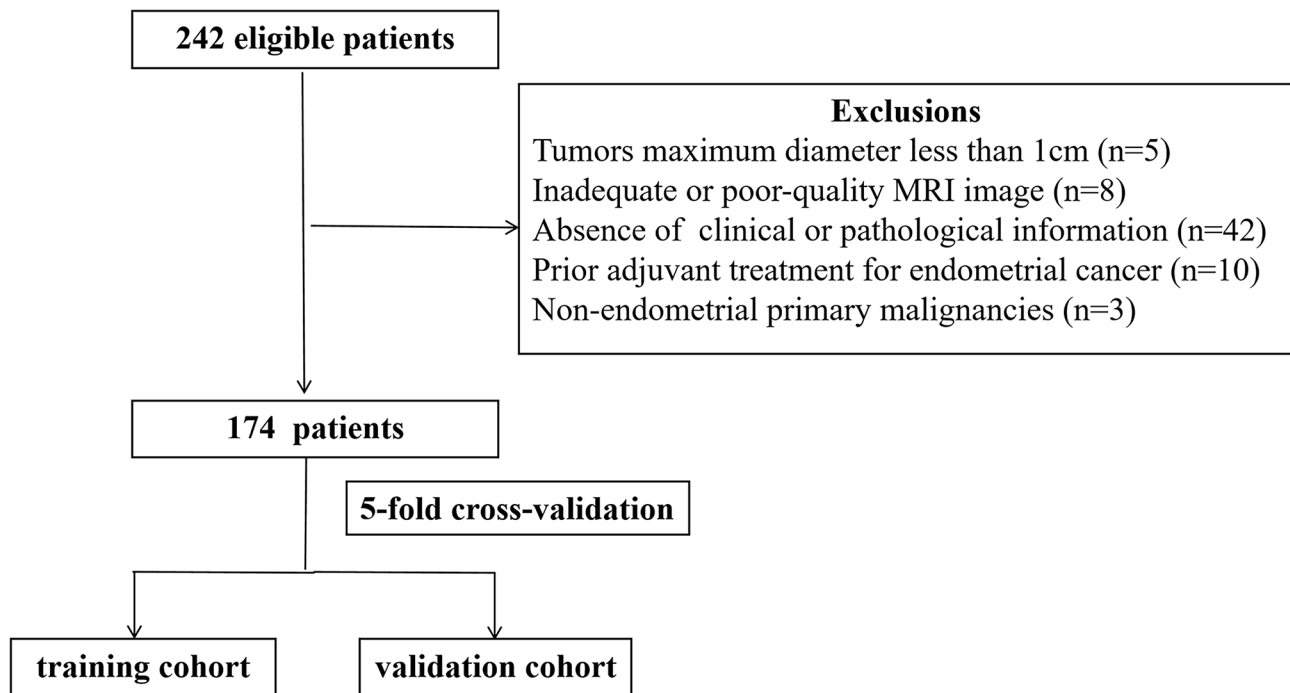 242 eligible patients
Exclusions
Tumors maximum diameter less than 1cm (n=5)
Inadequate or poor-quality MRI image (n=8)
Absence of clinical or pathological information (n=42)
Prior adjuvant treatment for endometrial cancer (n=10)
Non-endometrial primary malignancies (n=3)
174 patients
5-fold cross-validation
training cohort
validation cohort